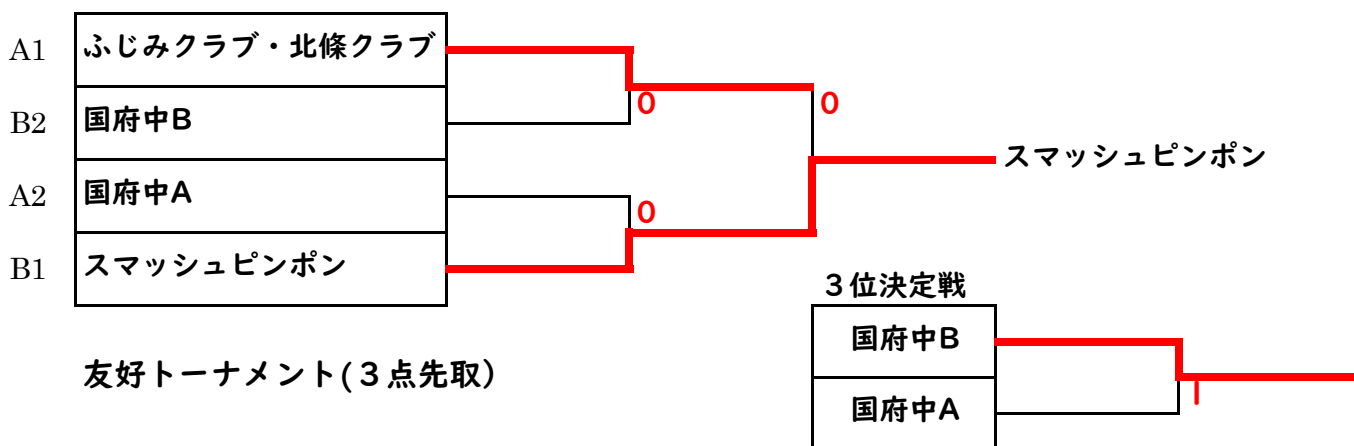 A1 ふじみクラブ・北條クラブ
B2 国府中B
0 0
スマッシュピンポン
A2 国府中A
0
B1 スマッシュピンポン
３位決定戦
国府中B
友好トーナメント(３点先取)
1
国府中A